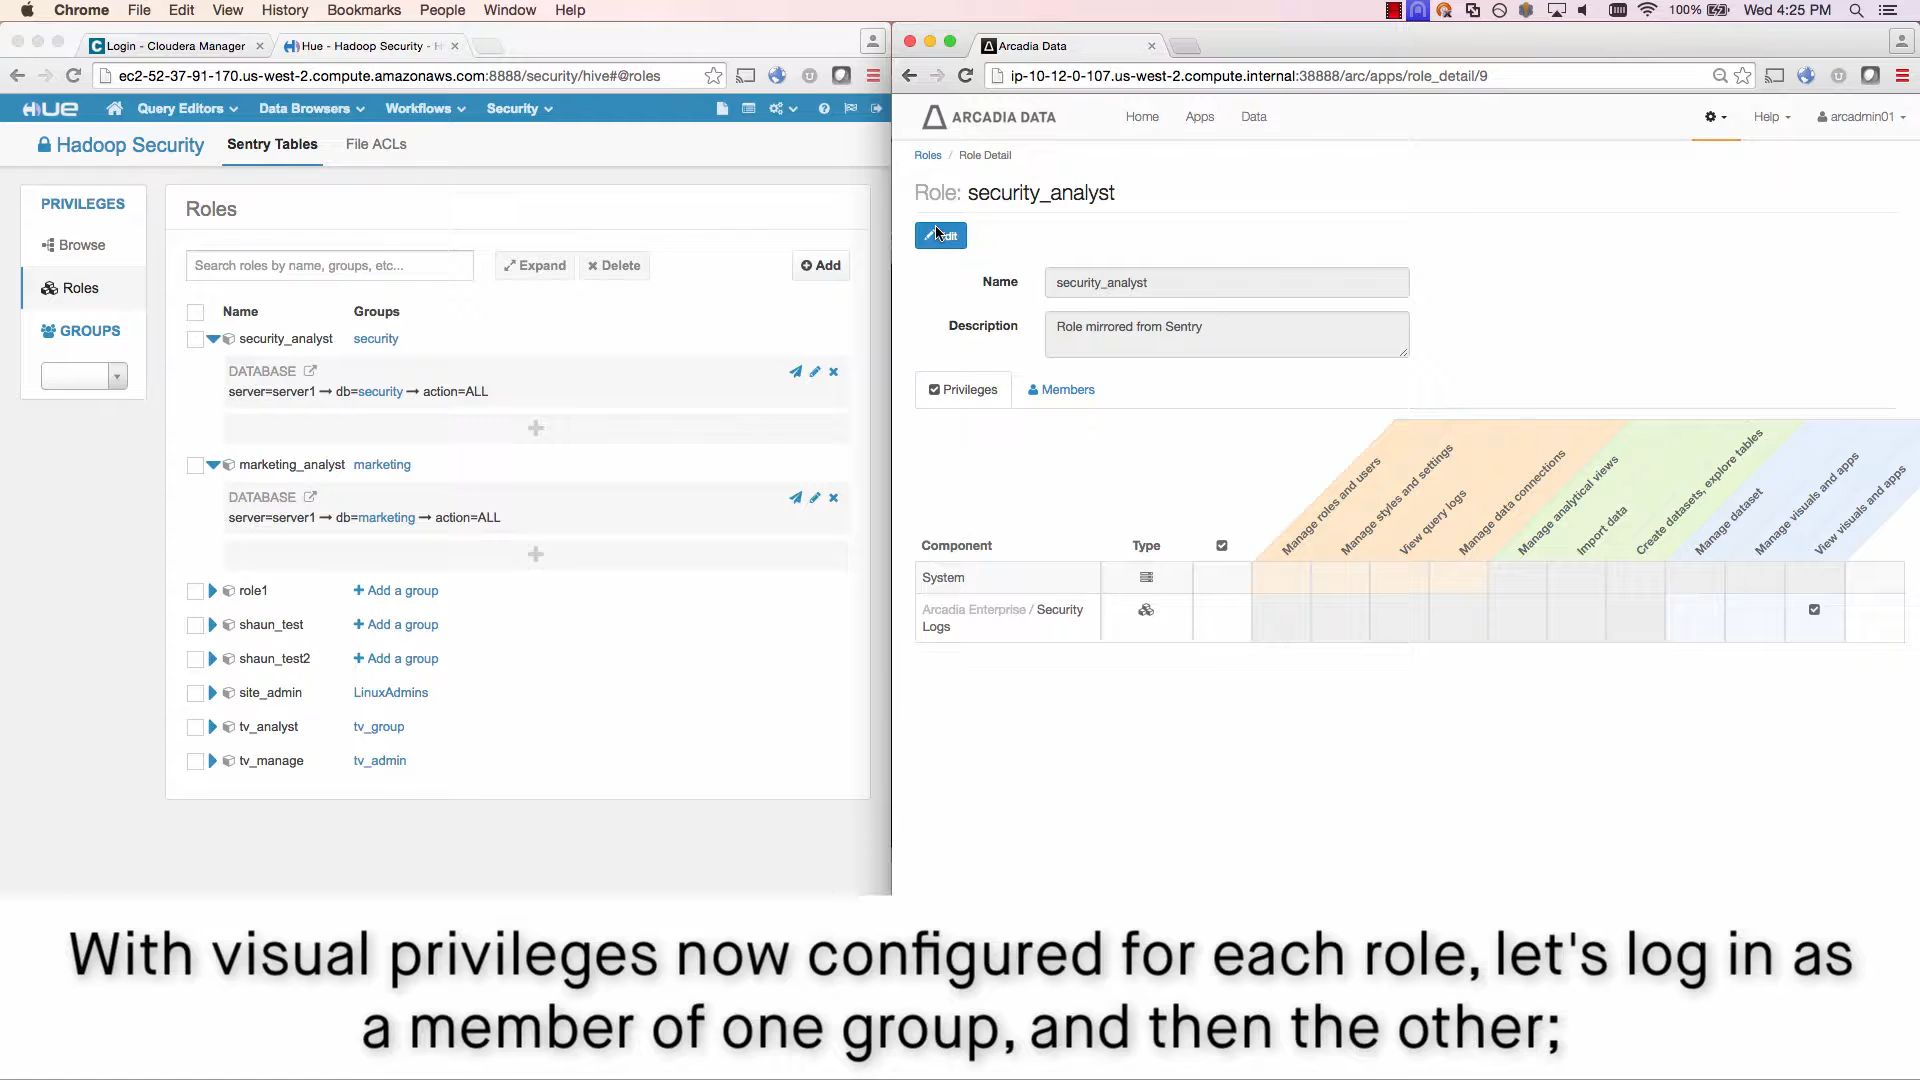 Chrome File Edit View History Bookmarks People Window Help 100% Wed 4:25 PM
Login - Cloudera Manager
Hue - Hadoop Security - H
ec2-52-37-91-170.us-west-2.compute.amazonaws.com:8888/security/hive#@roles
HUE Query Editors Data Browsers Workflows Security
Hadoop Security Sentry Tables File ACLs
PRIVILEGES
Browse
Roles
GROUPS
Roles
Search roles by name, groups, etc...
Expand
Delete
Add
Name Groups
security_analyst security
DATABASE
server=server1 → db=security → action=ALL
marketing_analyst marketing
DATABASE
server=server1 → db=marketing → action=ALL
role1 + Add a group
shaun_test + Add a group
shaun_test2 + Add a group
site_admin LinuxAdmins
tv_analyst tv_group
tv_manage tv_admin
Arcadia Data
ip-10-12-0-107.us-west-2.compute.internal:38888/arc/apps/role_detail/9
ARCADIA DATA Home Apps Data Help arcadmin01
Roles / Role Detail
Role: security_analyst
Edit
Name security_analyst
Description Role mirrored from Sentry
Privileges Members
Manage roles and users
Manage styles and settings
View query logs
Manage data connections
Manage analytical views
Import data
Create datasets, explore tables
Manage dataset
Manage visuals and apps
View visuals and apps
Component Type
System
Arcadia Enterprise / Security
Logs
With visual privileges now configured for each role, let's log in as
a member of one group, and then the other;